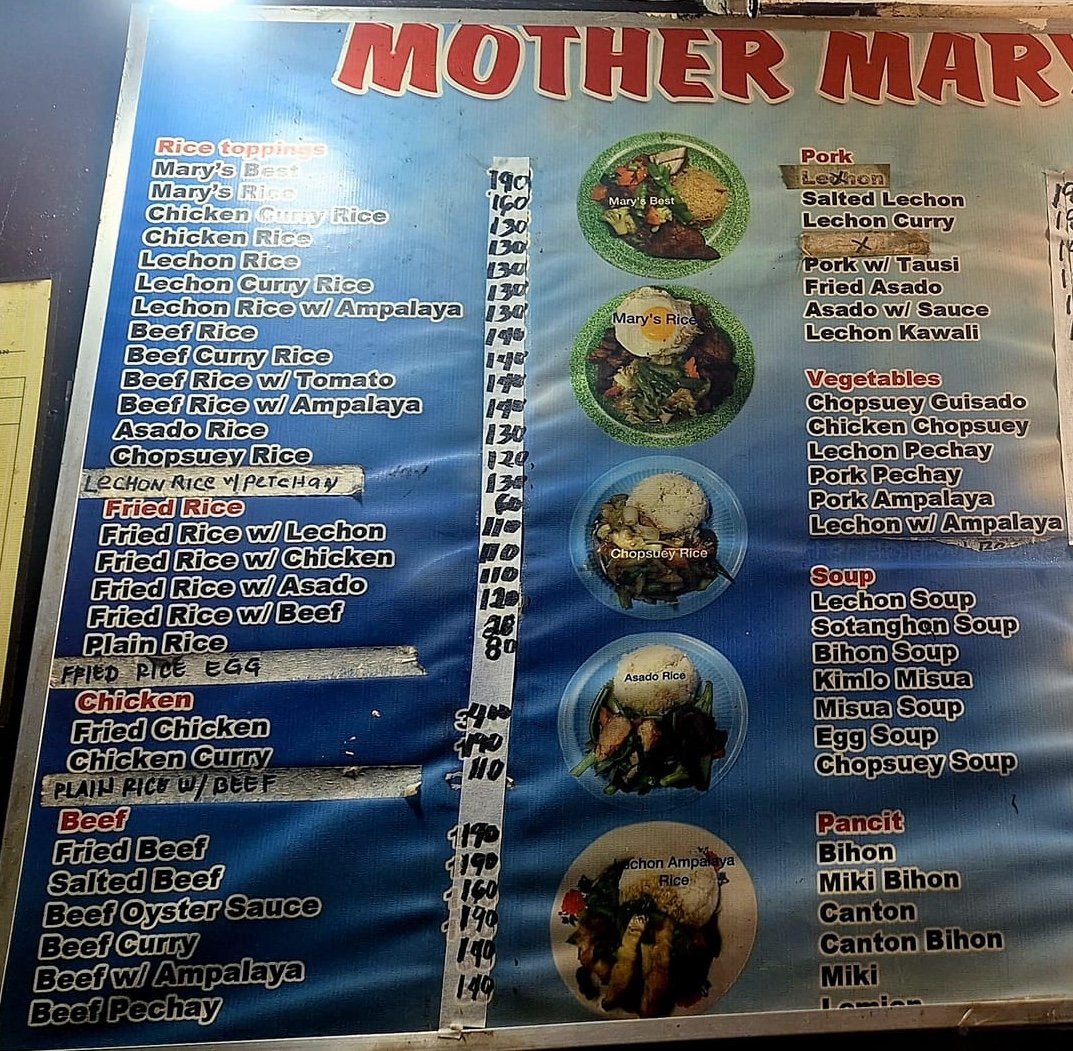 MOTHER MARY
Rice toppings
Mary's Best 190
Mary's Rice 160
Chicken Curry Rice 130
Chicken Rice 130
Lechon Rice 130
Lechon Curry Rice 130
Lechon Rice w/ Ampalaya 130
Beef Rice 140
Beef Curry Rice 140
Beef Rice w/ Tomato 140
Beef Rice w/ Ampalaya 140
Asado Rice 130
Chopsuey Rice 120
LECHON RICE W/ PETCHAY 130
Fried Rice 60
Fried Rice w/ Lechon 110
Fried Rice w/ Chicken 110
Fried Rice w/ Asado 110
Fried Rice w/ Beef 120
Plain Rice
FRIED RICE EGG 80
Chicken
Fried Chicken
Chicken Curry
PLAIN RICE W/ BEEF 110
Beef
Fried Beef 190
Salted Beef 190
Beef Oyster Sauce 160
Beef Curry 190
Beef w/ Ampalaya 140
Beef Pechay 140
Mary's Best
Mary's Rice
Chopsuey Rice
Asado Rice
Lechon Ampalaya
Rice
Pork
Lechon
Salted Lechon
Lechon Curry
x
Pork w/ Tausi
Fried Asado
Asado w/ Sauce
Lechon Kawali
Vegetables
Chopsuey Guisado
Chicken Chopsuey
Lechon Pechay
Pork Pechay
Pork Ampalaya
Lechon w/ Ampalaya
Soup
Lechon Soup
Sotanghon Soup
Bihon Soup
Kimlo Misua
Misua Soup
Egg Soup
Chopsuey Soup
Pancit
Bihon
Miki Bihon
Canton
Canton Bihon
Miki